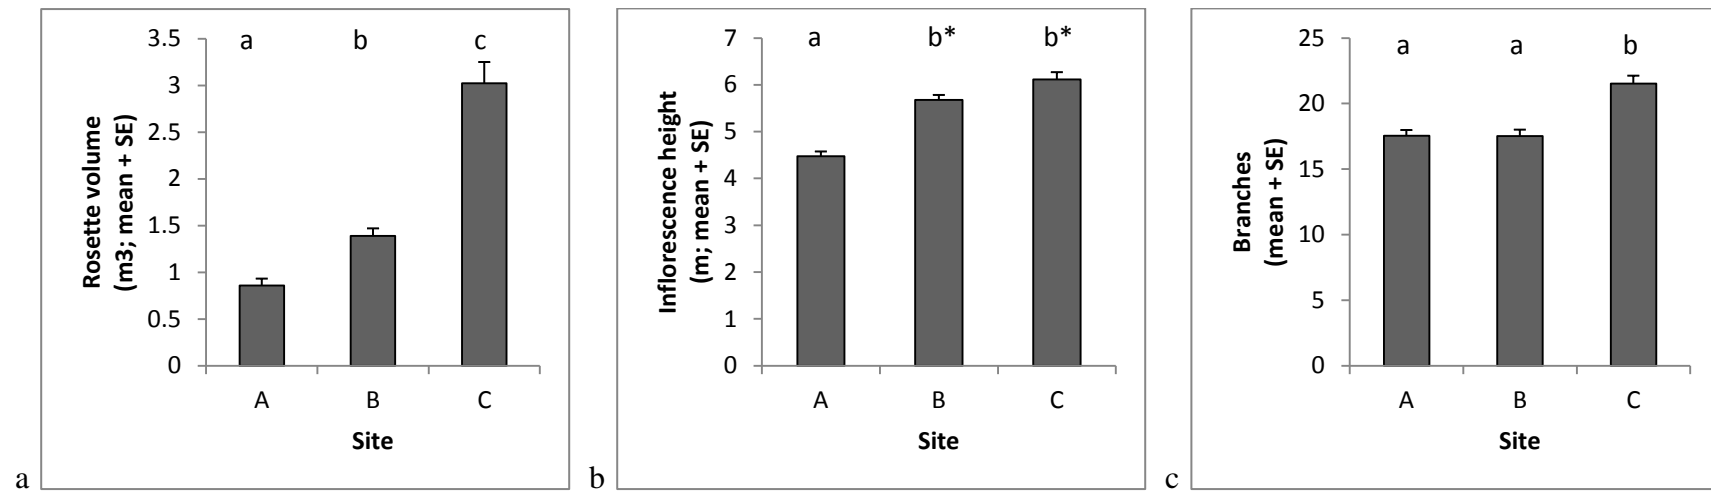 3.5
3
2.5
2
1.5
1
0.5
0
Rosette volume
(m3; mean + SE)
a b c
A B C
Site
a
7
6
5
4
3
2
1
0
Inflorescence height
(m; mean + SE)
a b* b*
A B C
Site
b
25
20
15
10
5
0
Branches
(mean + SE)
a a b
A B C
Site
c